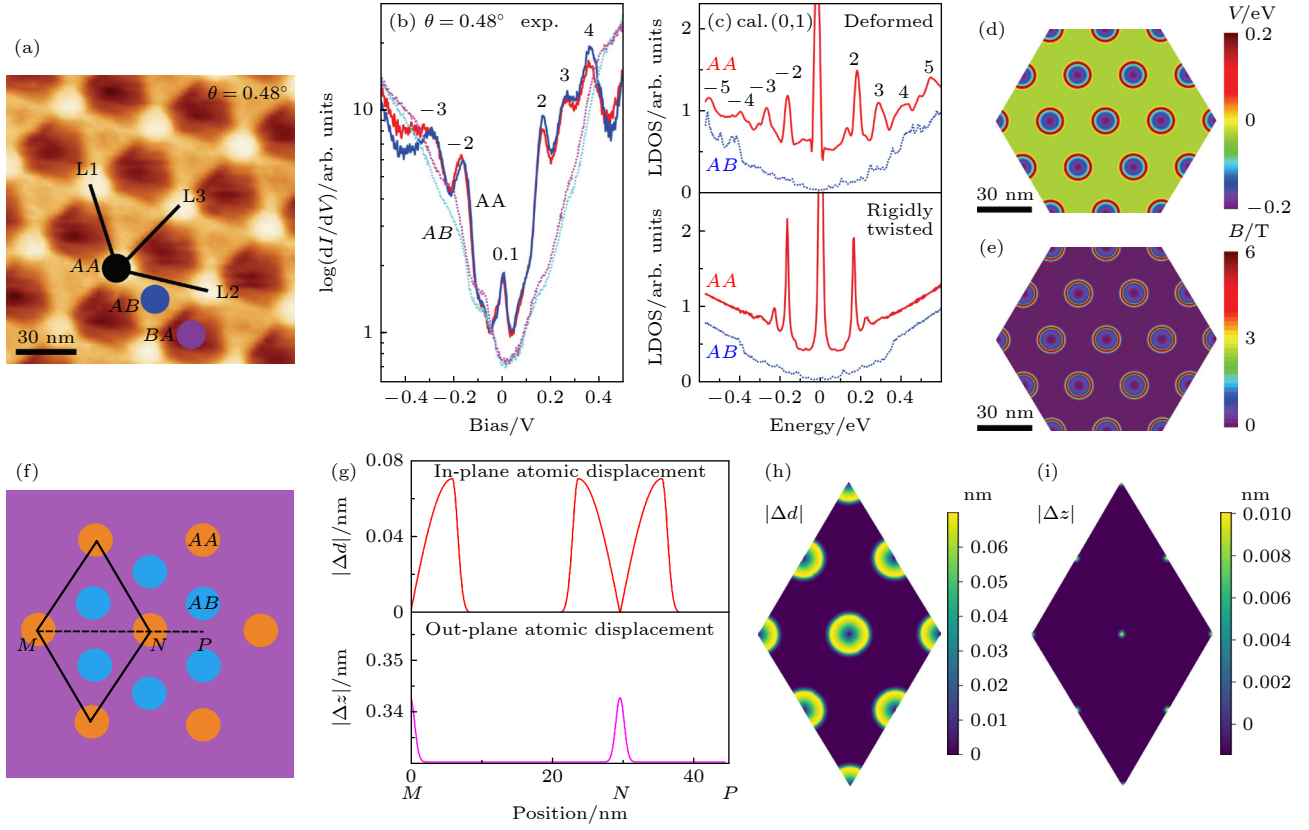 (a)
θ = 0.48°
L1
L3
AA
L2
AB
BA
30 nm
(b) θ = 0.48° exp.
4
3
2
−3
−2
AA
AB
0.1
10
1
log(dI/dV)/arb. units
−0.4 −0.2 0 0.2 0.4
Bias/V
(c) cal.(0,1) Deformed
AA
−5 −4 −3 −2 2 3 4 5
AB
2
1
0
LDOS/arb. units
Rigidly
twisted
AA
AB
2
1
0
LDOS/arb. units
−0.4 −0.2 0 0.2 0.4
Energy/eV
(d)
V/eV
0.2
0
−0.2
30 nm
(e)
B/T
6
3
0
30 nm
(f)
AA
AB
M N P
(g)
In-plane atomic displacement
0.08
0.04
0
|Δd|/nm
Out-plane atomic displacement
0.35
0.34
|Δz|/nm
0 20 40
M N P
Position/nm
(h)
nm
|Δd|
0.06
0.05
0.04
0.03
0.02
0.01
0
(i)
nm
|Δz|
0.010
0.008
0.006
0.004
0.002
0